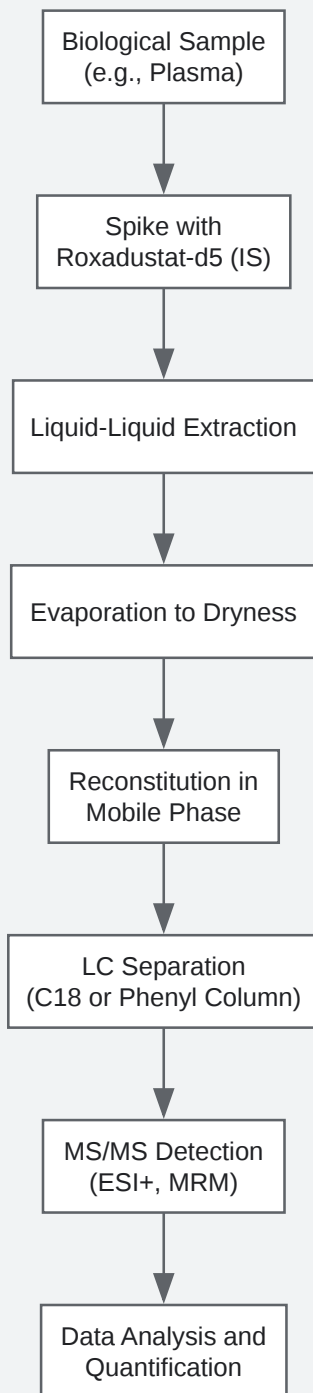 Biological Sample
(e.g., Plasma)
Spike with
Roxadustat-d5 (IS)
Liquid-Liquid Extraction
Evaporation to Dryness
Reconstitution in
Mobile Phase
LC Separation
(C18 or Phenyl Column)
MS/MS Detection
(ESI+, MRM)
Data Analysis and
Quantification